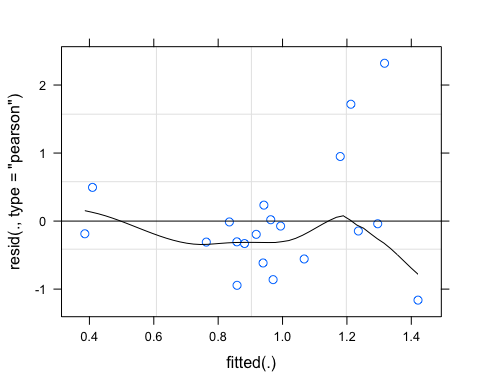 2
1
0
-1
resid(., type = "pearson")
0.4 0.6 0.8 1.0 1.2 1.4
fitted(.)